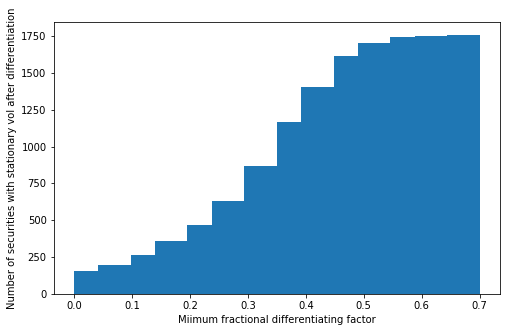 Number of securities with stationary vol after differentiation
1750
1500
1250
1000
750
500
250
0
0.0 0.1 0.2 0.3 0.4 0.5 0.6 0.7
Miimum fractional differentiating factor